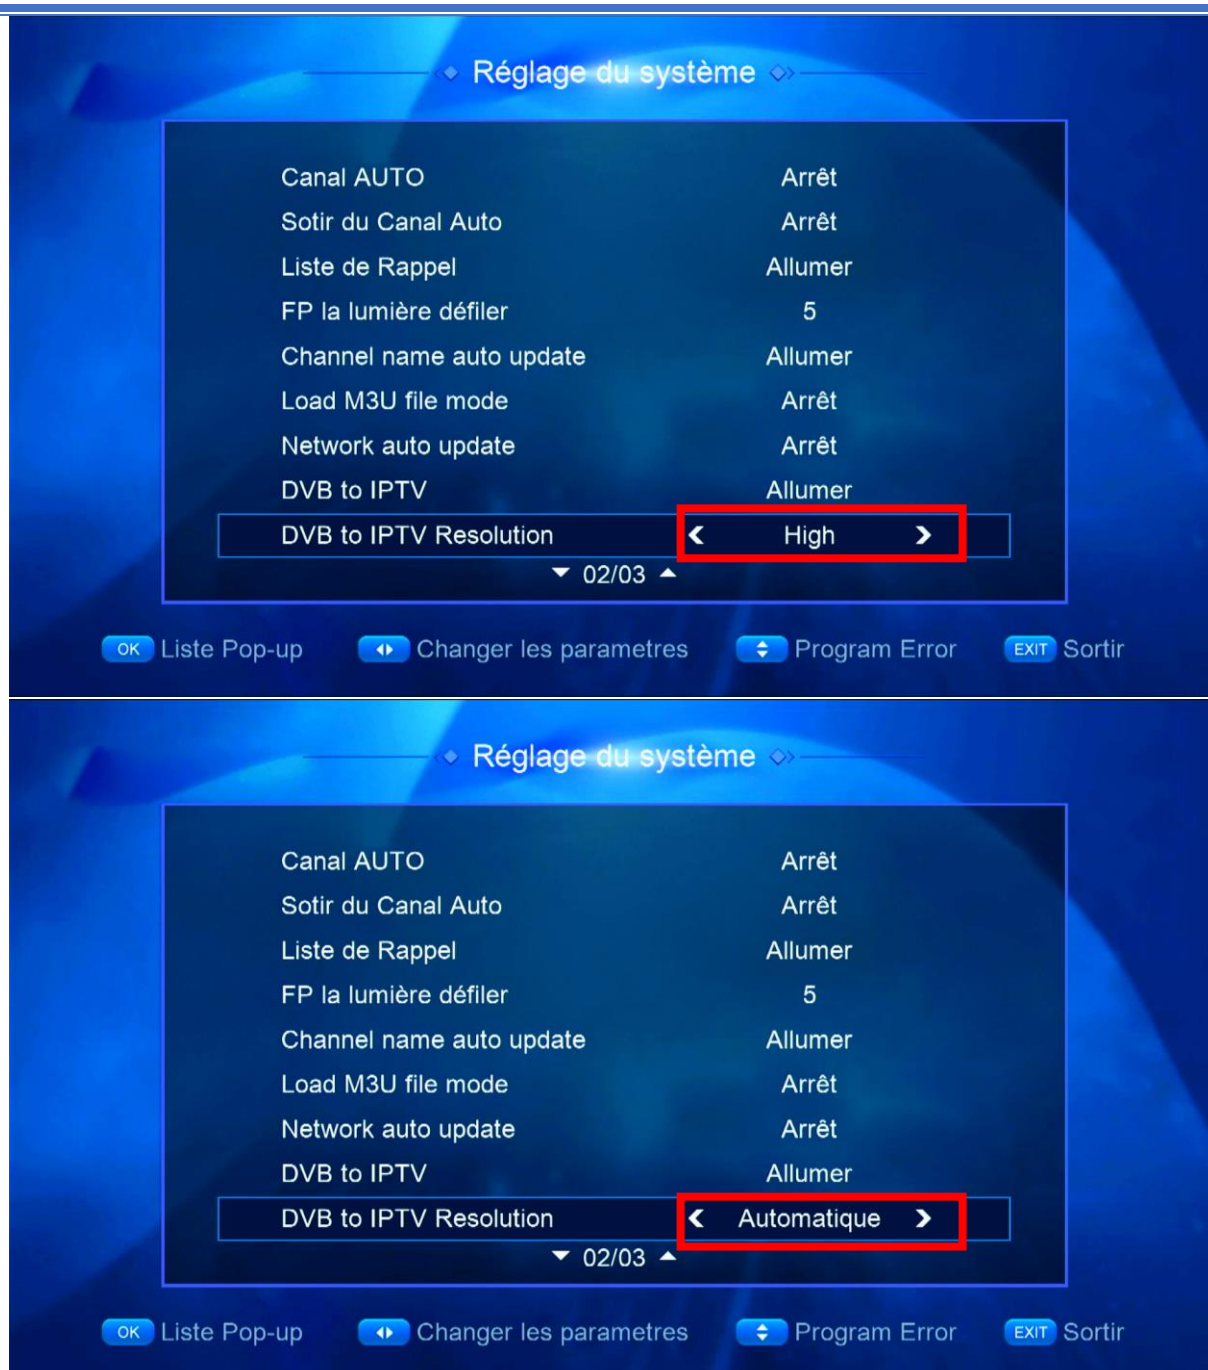 Réglage du système
Canal AUTO Arrêt
Sotir du Canal Auto Arrêt
Liste de Rappel Allumer
FP la lumière défiler 5
Channel name auto update Allumer
Load M3U file mode Arrêt
Network auto update Arrêt
DVB to IPTV Allumer
DVB to IPTV Resolution High
02/03
OK Liste Pop-up Changer les parametres Program Error EXIT Sortir
Réglage du système
Canal AUTO Arrêt
Sotir du Canal Auto Arrêt
Liste de Rappel Allumer
FP la lumière défiler 5
Channel name auto update Allumer
Load M3U file mode Arrêt
Network auto update Arrêt
DVB to IPTV Allumer
DVB to IPTV Resolution Automatique
02/03
OK Liste Pop-up Changer les parametres Program Error EXIT Sortir